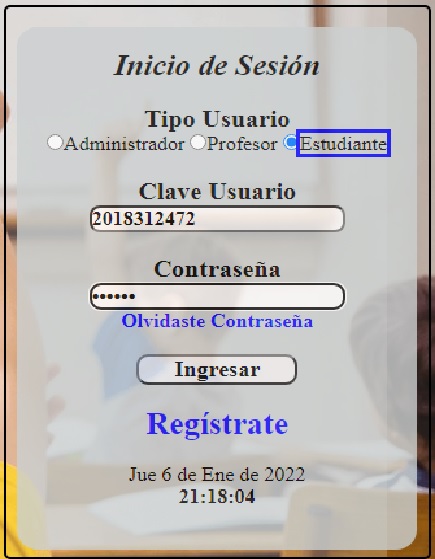 Inicio de Sesión
Tipo Usuario
Administrador Profesor Estudiante
Clave Usuario
2018312472
Contraseña
••••••
Olvidaste Contraseña
Ingresar
Regístrate
Jue 6 de Ene de 2022
21:18:04